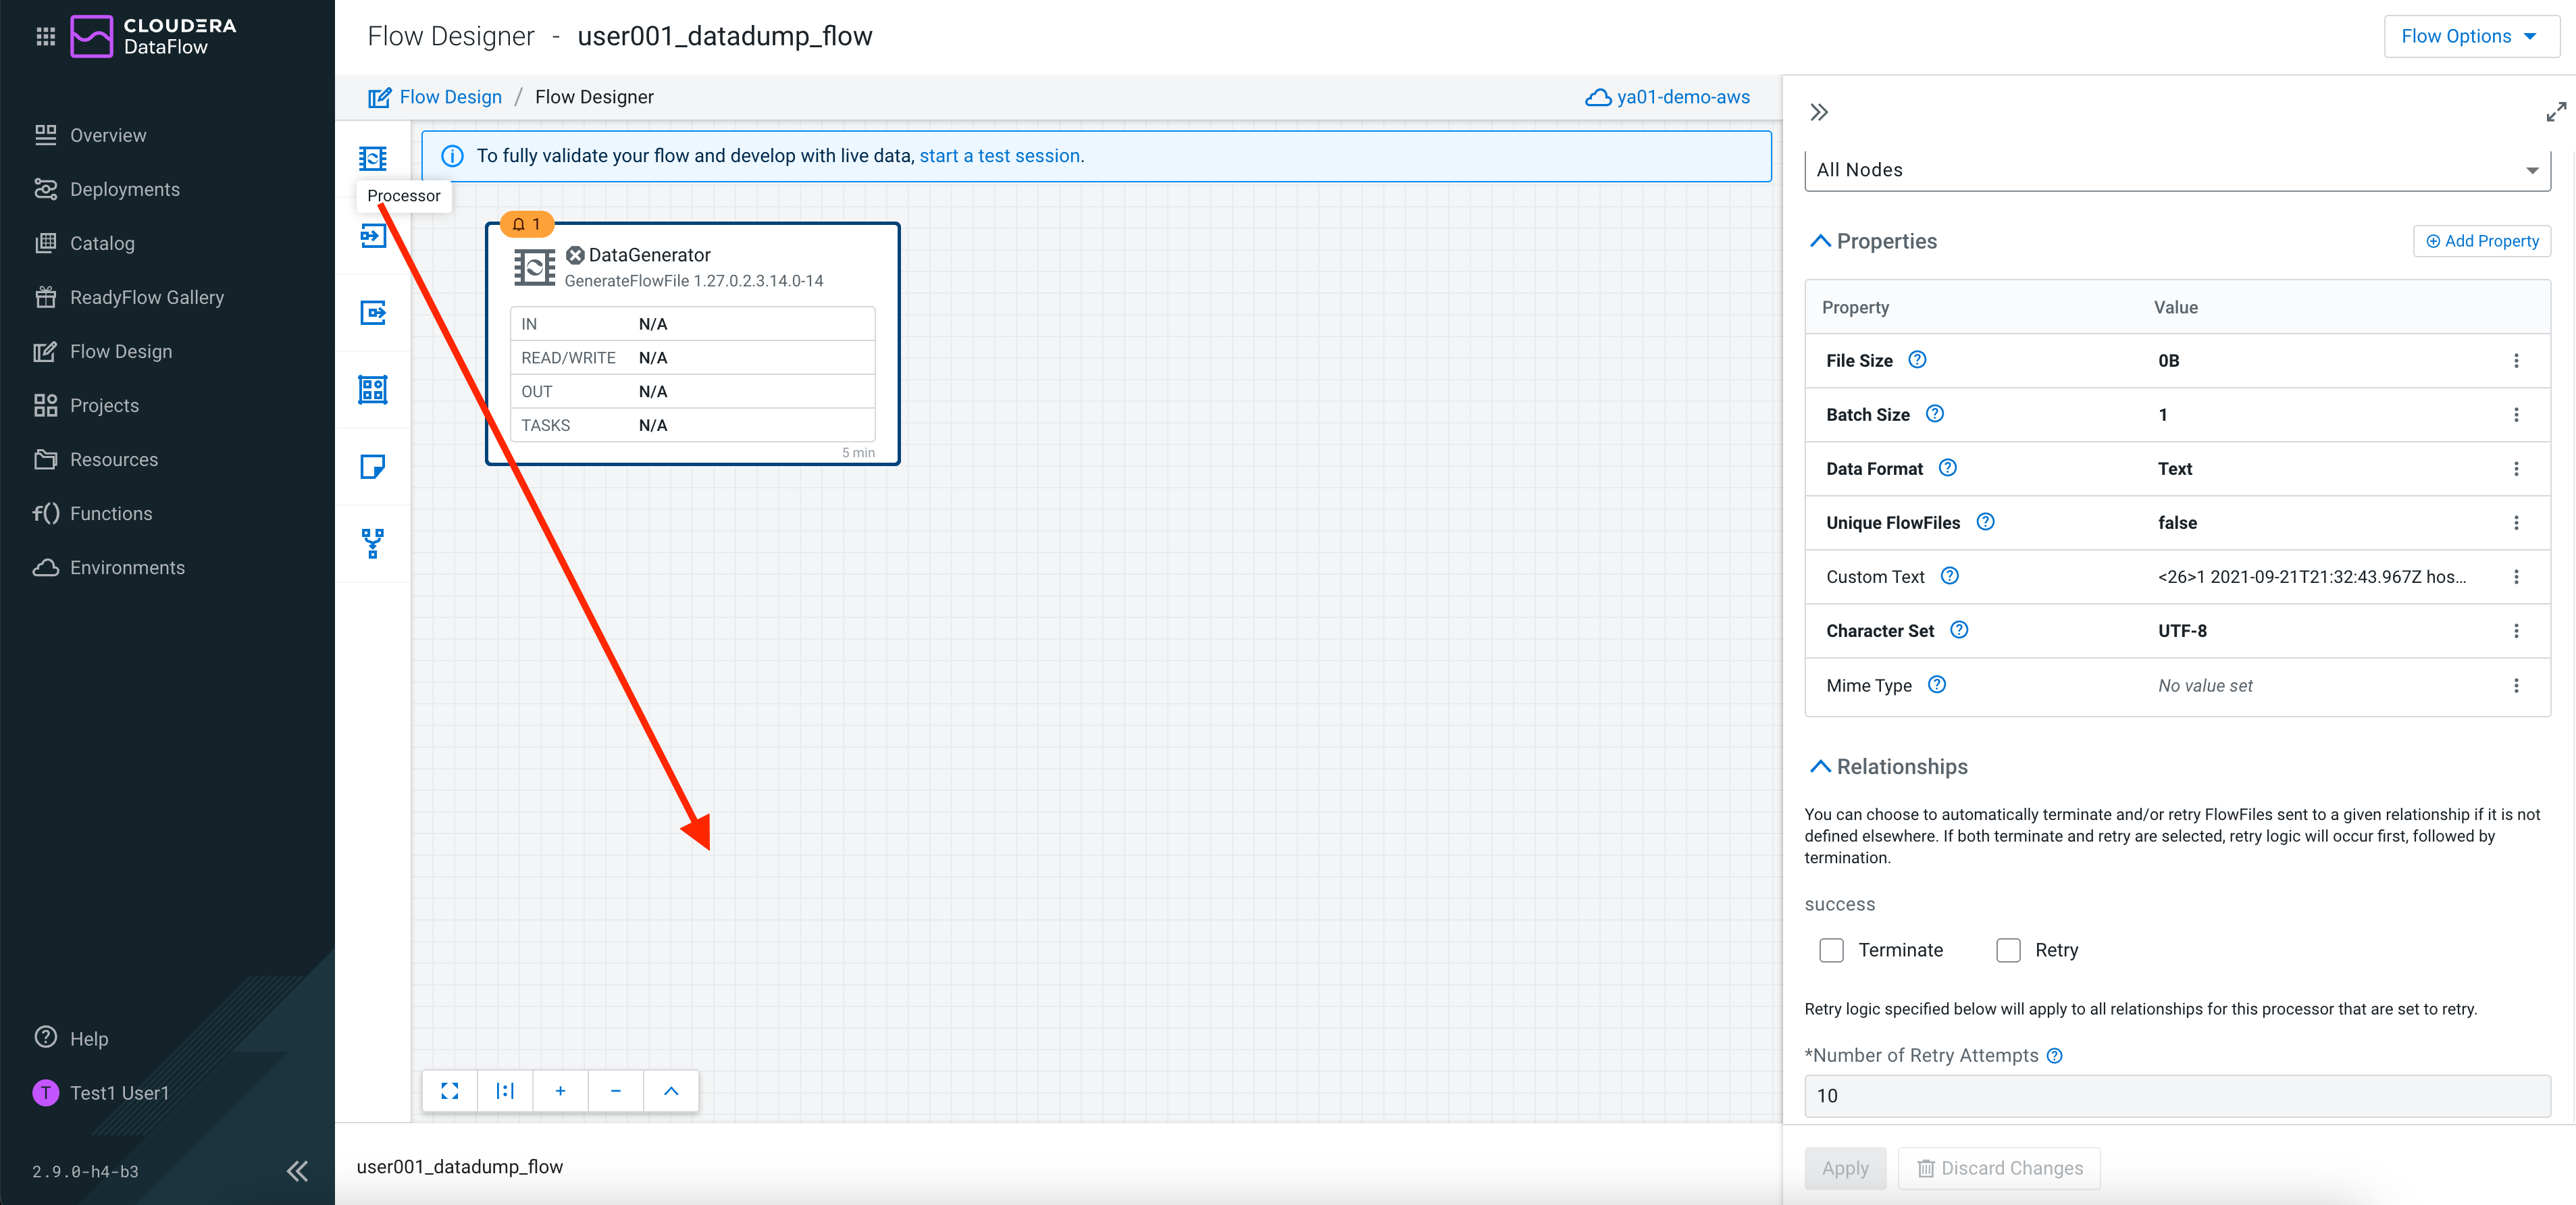 CLOUDERA
DataFlow
Overview
Deployments
Catalog
ReadyFlow Gallery
Flow Design
Projects
Resources
f() Functions
Environments
Help
T Test1 User1
2.9.0-h4-b3
Flow Designer - user001_datadump_flow
Flow Options
Flow Design / Flow Designer
ya01-demo-aws
To fully validate your flow and develop with live data, start a test session.
Processor
1
DataGenerator
GenerateFlowFile 1.27.0.2.3.14.0-14
IN N/A
READ/WRITE N/A
OUT N/A
TASKS N/A
5 min
user001_datadump_flow
All Nodes
Properties
Add Property
Property Value
File Size 0B
Batch Size 1
Data Format Text
Unique FlowFiles false
Custom Text <26>1 2021-09-21T21:32:43.967Z hos...
Character Set UTF-8
Mime Type No value set
Relationships
You can choose to automatically terminate and/or retry FlowFiles sent to a given relationship if it is not
defined elsewhere. If both terminate and retry are selected, retry logic will occur first, followed by
termination.
success
Terminate Retry
Retry logic specified below will apply to all relationships for this processor that are set to retry.
*Number of Retry Attempts
10
Apply Discard Changes